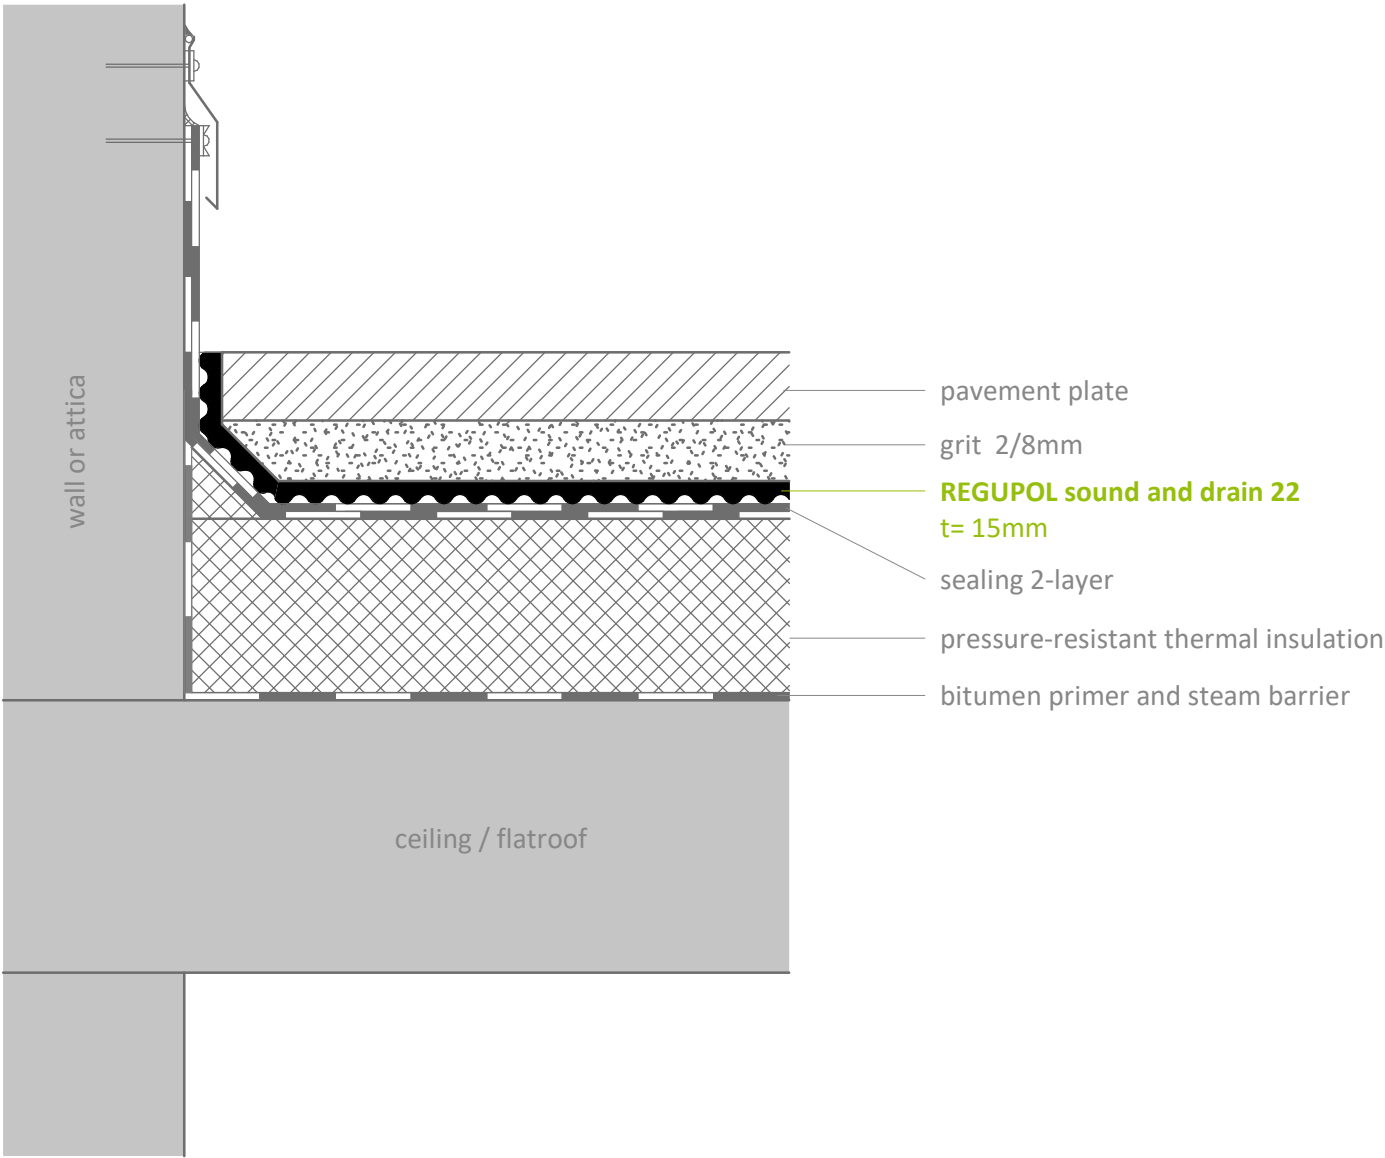 wall or attica
pavement plate
grit 2/8mm
REGUPOL sound and drain 22
t= 15mm
sealing 2-layer
pressure-resistant thermal insulation
bitumen primer and steam barrier
ceiling / flatroof